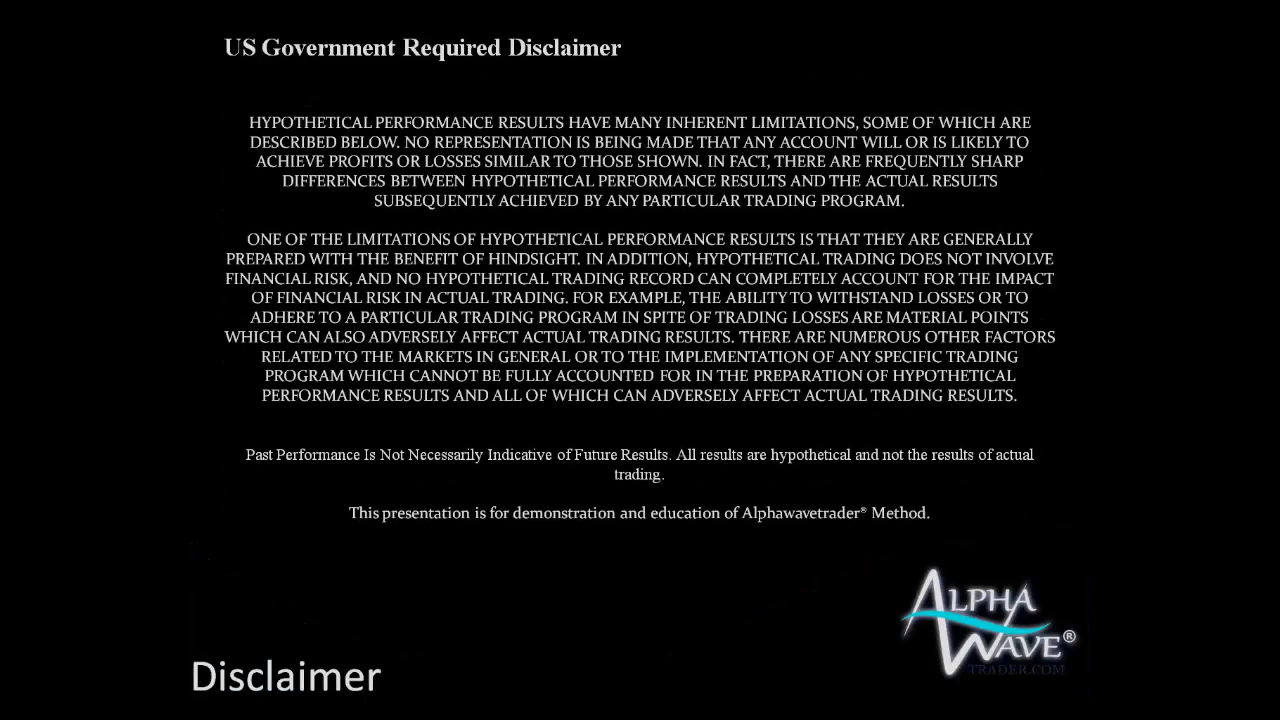 US Government Required Disclaimer
HYPOTHETICAL PERFORMANCE RESULTS HAVE MANY INHERENT LIMITATIONS, SOME OF WHICH ARE
DESCRIBED BELOW. NO REPRESENTATION IS BEING MADE THAT ANY ACCOUNT WILL OR IS LIKELY TO
ACHIEVE PROFITS OR LOSSES SIMILAR TO THOSE SHOWN. IN FACT, THERE ARE FREQUENTLY SHARP
DIFFERENCES BETWEEN HYPOTHETICAL PERFORMANCE RESULTS AND THE ACTUAL RESULTS
SUBSEQUENTLY ACHIEVED BY ANY PARTICULAR TRADING PROGRAM.
ONE OF THE LIMITATIONS OF HYPOTHETICAL PERFORMANCE RESULTS IS THAT THEY ARE GENERALLY
PREPARED WITH THE BENEFIT OF HINDSIGHT. IN ADDITION, HYPOTHETICAL TRADING DOES NOT INVOLVE
FINANCIAL RISK, AND NO HYPOTHETICAL TRADING RECORD CAN COMPLETELY ACCOUNT FOR THE IMPACT
OF FINANCIAL RISK IN ACTUAL TRADING. FOR EXAMPLE, THE ABILITY TO WITHSTAND LOSSES OR TO
ADHERE TO A PARTICULAR TRADING PROGRAM IN SPITE OF TRADING LOSSES ARE MATERIAL POINTS
WHICH CAN ALSO ADVERSELY AFFECT ACTUAL TRADING RESULTS. THERE ARE NUMEROUS OTHER FACTORS
RELATED TO THE MARKETS IN GENERAL OR TO THE IMPLEMENTATION OF ANY SPECIFIC TRADING
PROGRAM WHICH CANNOT BE FULLY ACCOUNTED FOR IN THE PREPARATION OF HYPOTHETICAL
PERFORMANCE RESULTS AND ALL OF WHICH CAN ADVERSELY AFFECT ACTUAL TRADING RESULTS.
Past Performance Is Not Necessarily Indicative of Future Results. All results are hypothetical and not the results of actual
trading.
This presentation is for demonstration and education of Alphawavetrader® Method.
ALPHA
WAVE®
TRADER.COM
Disclaimer